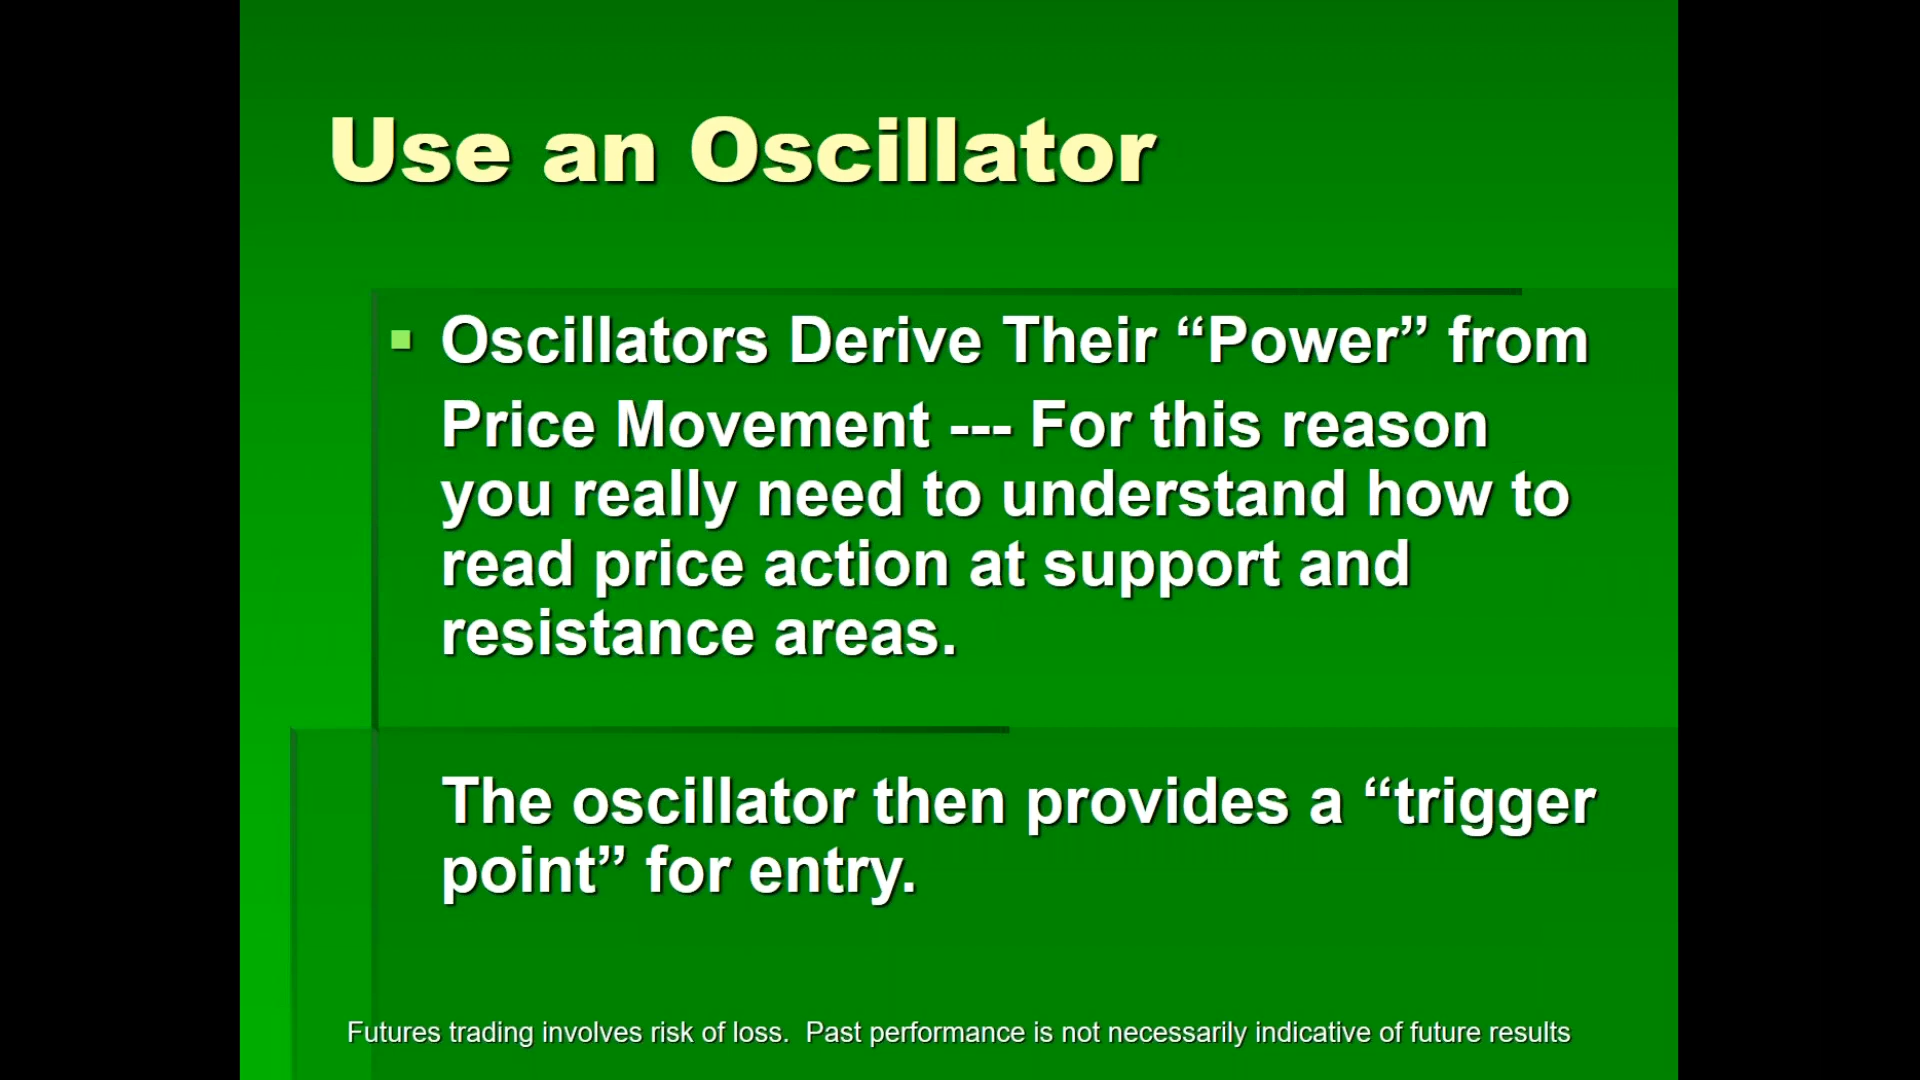 Use an Oscillator
▪ Oscillators Derive Their “Power” from
Price Movement --- For this reason
you really need to understand how to
read price action at support and
resistance areas.
The oscillator then provides a “trigger
point” for entry.
Futures trading involves risk of loss.  Past performance is not necessarily indicative of future results